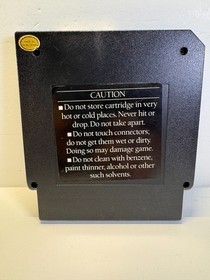 CAUTION
■ Do not store cartridge in very
hot or cold places. Never hit or
drop. Do not take apart.
■ Do not touch connectors;
do not get them wet or dirty.
Doing so may damage game.
■ Do not clean with benzene,
paint thinner, alcohol or other
such solvents.